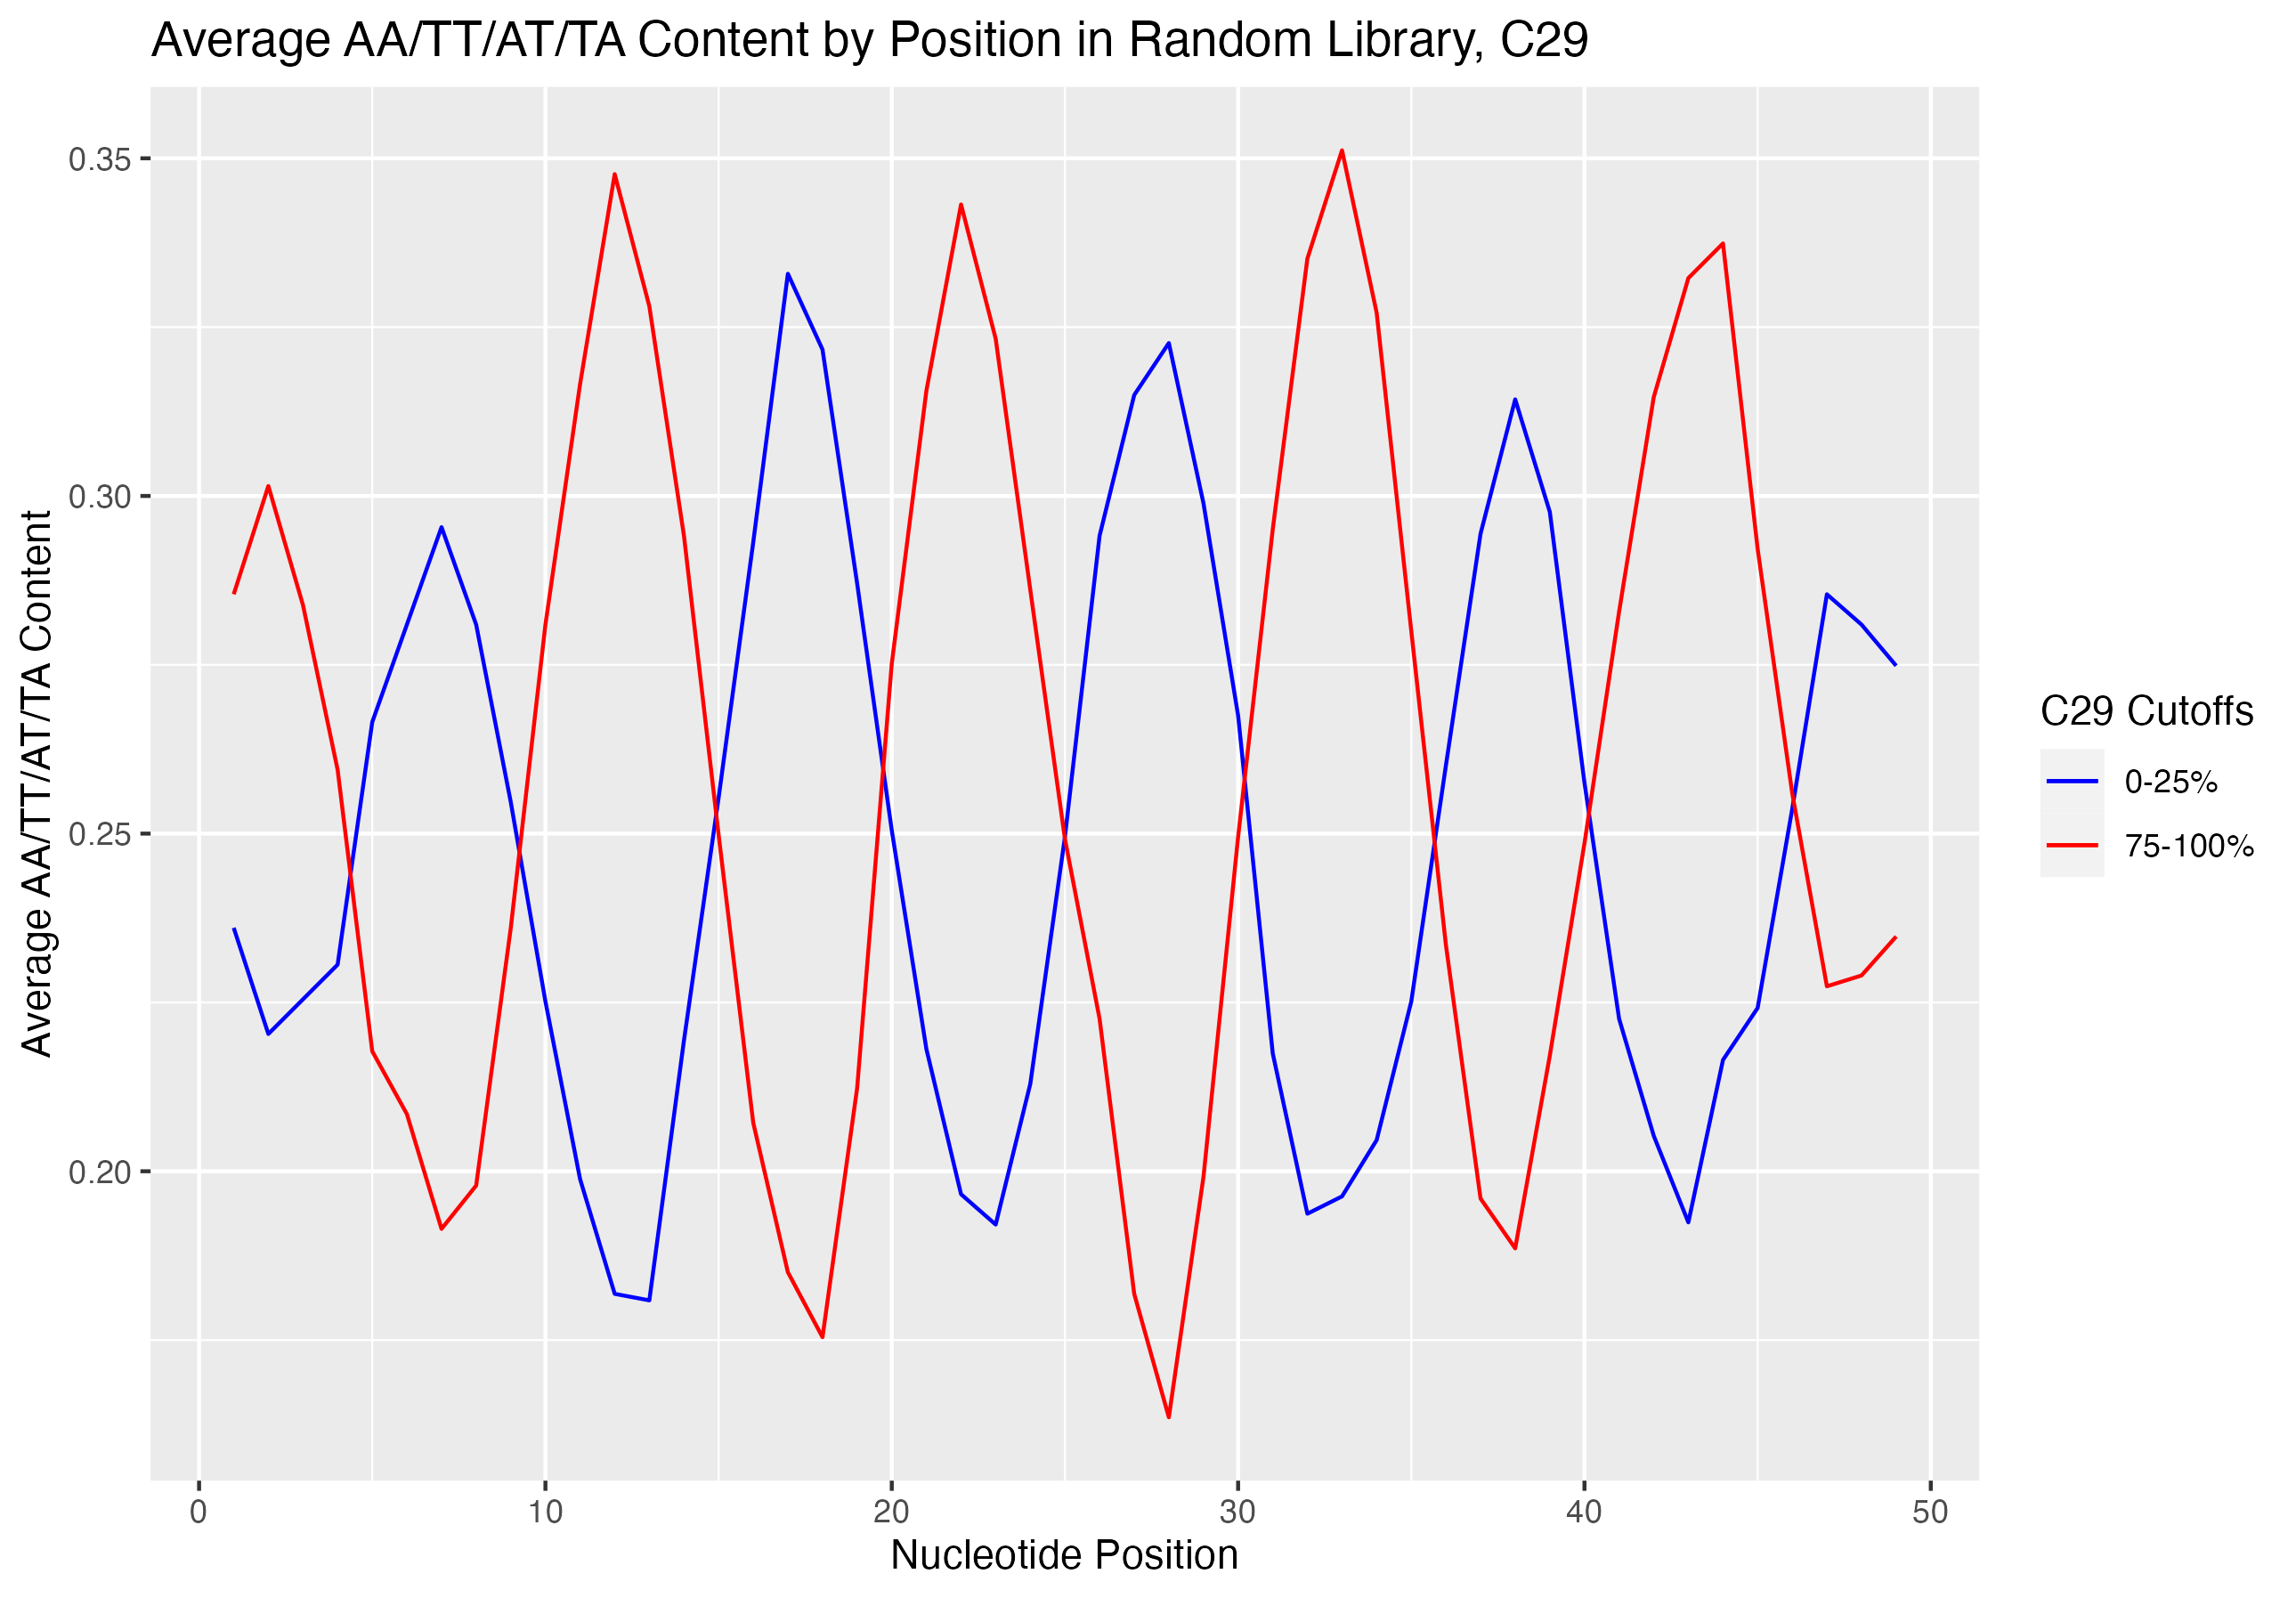 Average AA/TT/AT/TA Content by Position in Random Library, C29
Average AA/TT/AT/TA Content
0.35
0.30
0.25
0.20
0 10 20 30 40 50
Nucleotide Position
C29 Cutoffs
0-25%
75-100%